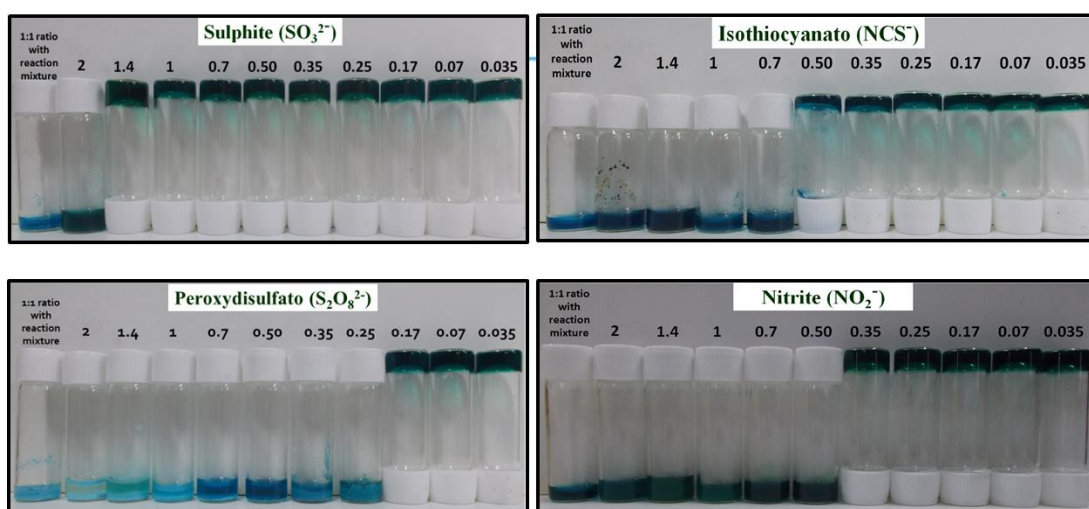 Sulphite (SO₃²⁻)
1:1 ratio
with
reaction
mixture
2 1.4 1 0.7 0.50 0.35 0.25 0.17 0.07 0.035
Isothiocyanato (NCS⁻)
1:1 ratio
with
reaction
mixture
2 1.4 1 0.7 0.50 0.35 0.25 0.17 0.07 0.035
Peroxydisulfato (S₂O₈²⁻)
1:1 ratio
with
reaction
mixture
2 1.4 1 0.7 0.50 0.35 0.25 0.17 0.07 0.035
Nitrite (NO₂⁻)
1:1 ratio
with
reaction
mixture
2 1.4 1 0.7 0.50 0.35 0.25 0.17 0.07 0.035